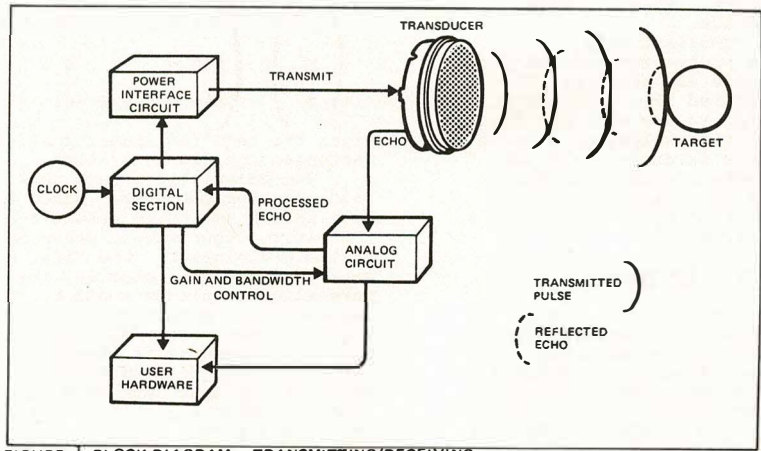 TRANSDUCER
POWER
INTERFACE
CIRCUIT
TRANSMIT
ECHO
TARGET
CLOCK
DIGITAL
SECTION
PROCESSED
ECHO
ANALOG
CIRCUIT
GAIN AND BANDWIDTH
CONTROL
TRANSMITTED
PULSE
REFLECTED
ECHO
USER
HARDWARE
FIGURE BLOCK DIAGRAM TRANSMITTING/RECEIVING